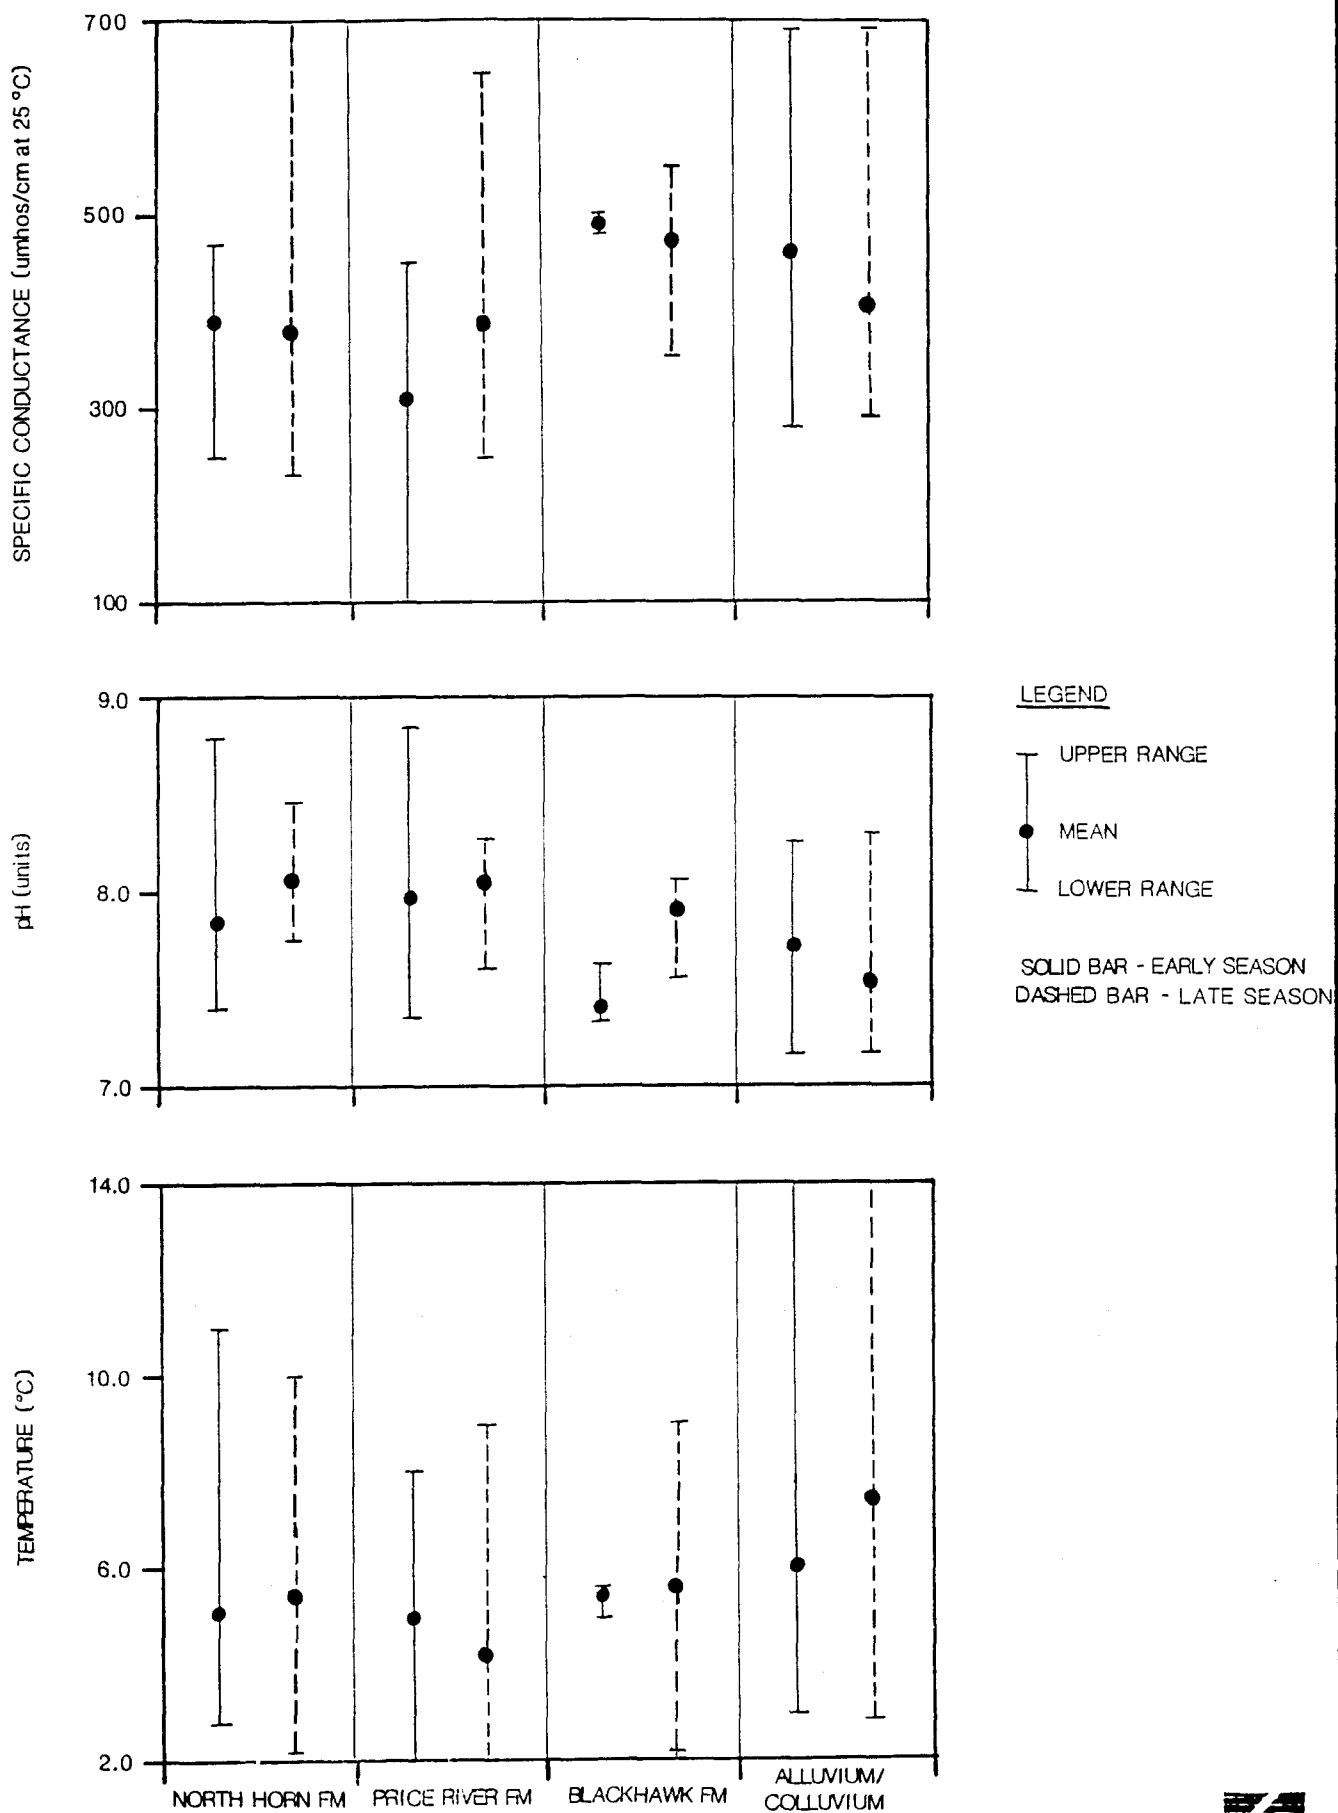 SPECIFIC CONDUCTANCE (umhos/cm at 25 °C)
700
500
300
100
pH (units)
9.0
8.0
7.0
LEGEND
UPPER RANGE
MEAN
LOWER RANGE
SOLID BAR - EARLY SEASON
DASHED BAR - LATE SEASON
TEMPERATURE (°C)
14.0
10.0
6.0
2.0
NORTH HORN FM
PRICE RIVER FM
BLACKHAWK FM
ALLUVIUM/
COLLUVIUM